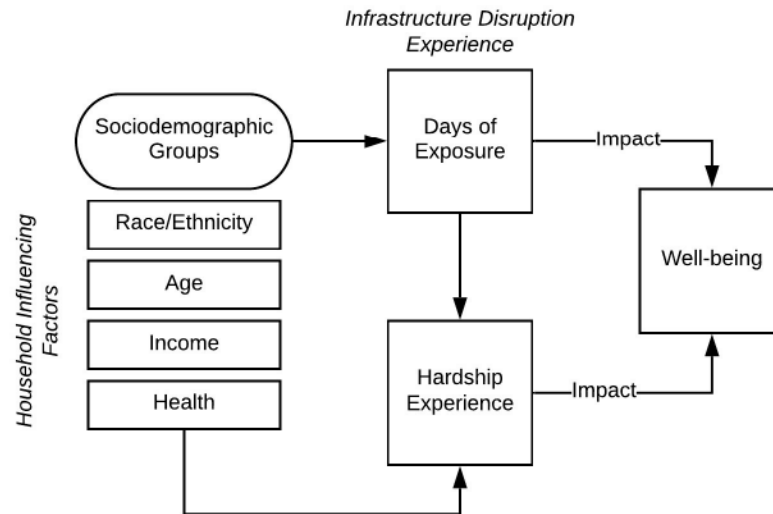 Infrastructure Disruption
Experience
Sociodemographic
Groups
Days of
Exposure
Impact
Household Influencing
Factors
Race/Ethnicity
Age
Income
Health
Well-being
Hardship
Experience
Impact